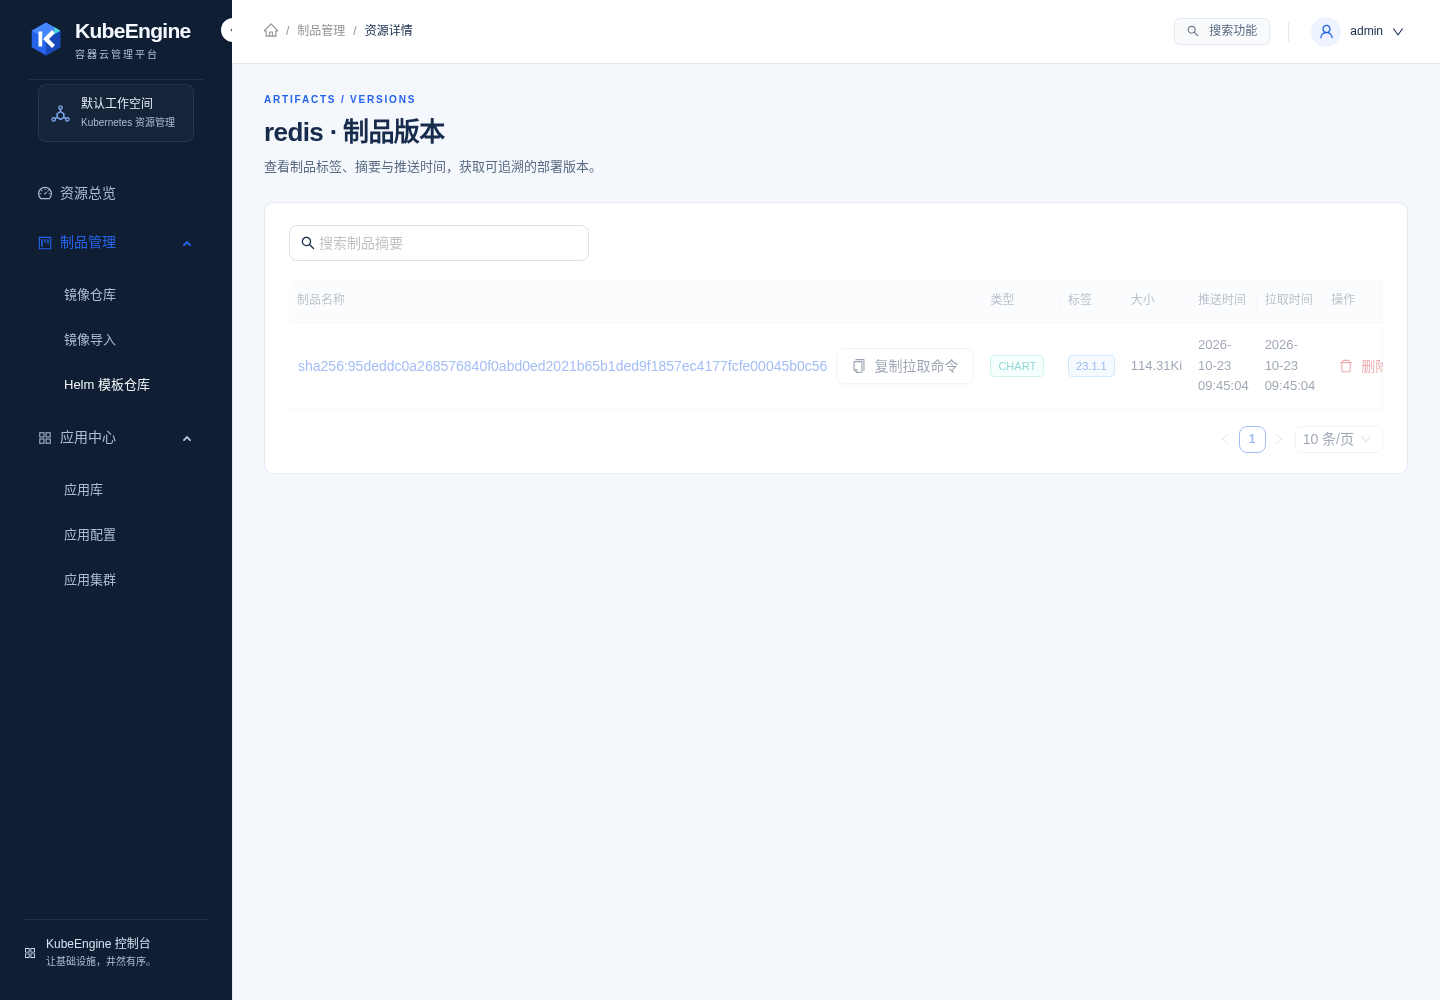 KubeEngine
容器云管理平台
默认工作空间
Kubernetes 资源管理
资源总览
制品管理
镜像仓库
镜像导入
Helm 模板仓库
应用中心
应用库
应用配置
应用集群
KubeEngine 控制台
让基础设施，井然有序。
/ 制品管理 / 资源详情
搜索功能
admin
ARTIFACTS / VERSIONS
redis · 制品版本
查看制品标签、摘要与推送时间，获取可追溯的部署版本。
搜索制品摘要
制品名称 类型 标签 大小 推送时间 拉取时间 操作
sha256:95deddc0a268576840f0abd0ed2021b65b1ded9f1857ec4177fcfe00045b0c56 复制拉取命令 CHART 23.1.1 114.31Ki 2026-10-23 09:45:04 2026-10-23 09:45:04 删除
1 10 条/页